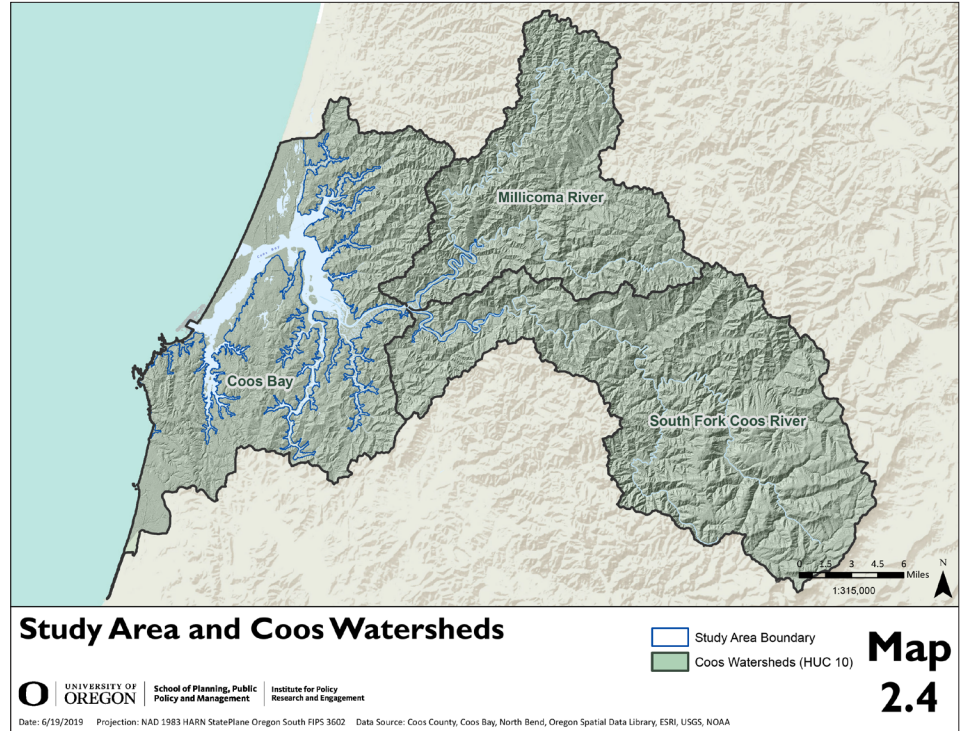 Millicoma River
Coos Bay
Coos Bay
South Fork Coos River
0 1.5 3 4.5 6
Miles
1:315,000
N
Study Area and Coos Watersheds
Study Area Boundary
Coos Watersheds (HUC 10)
Map
2.4
O
UNIVERSITY OF
OREGON
School of Planning, Public
Policy and Management
Institute for Policy
Research and Engagement
Date: 6/19/2019 Projection: NAD 1983 HARN StatePlane Oregon South FIPS 3602 Data Source: Coos County, Coos Bay, North Bend, Oregon Spatial Data Library, ESRI, USGS, NOAA